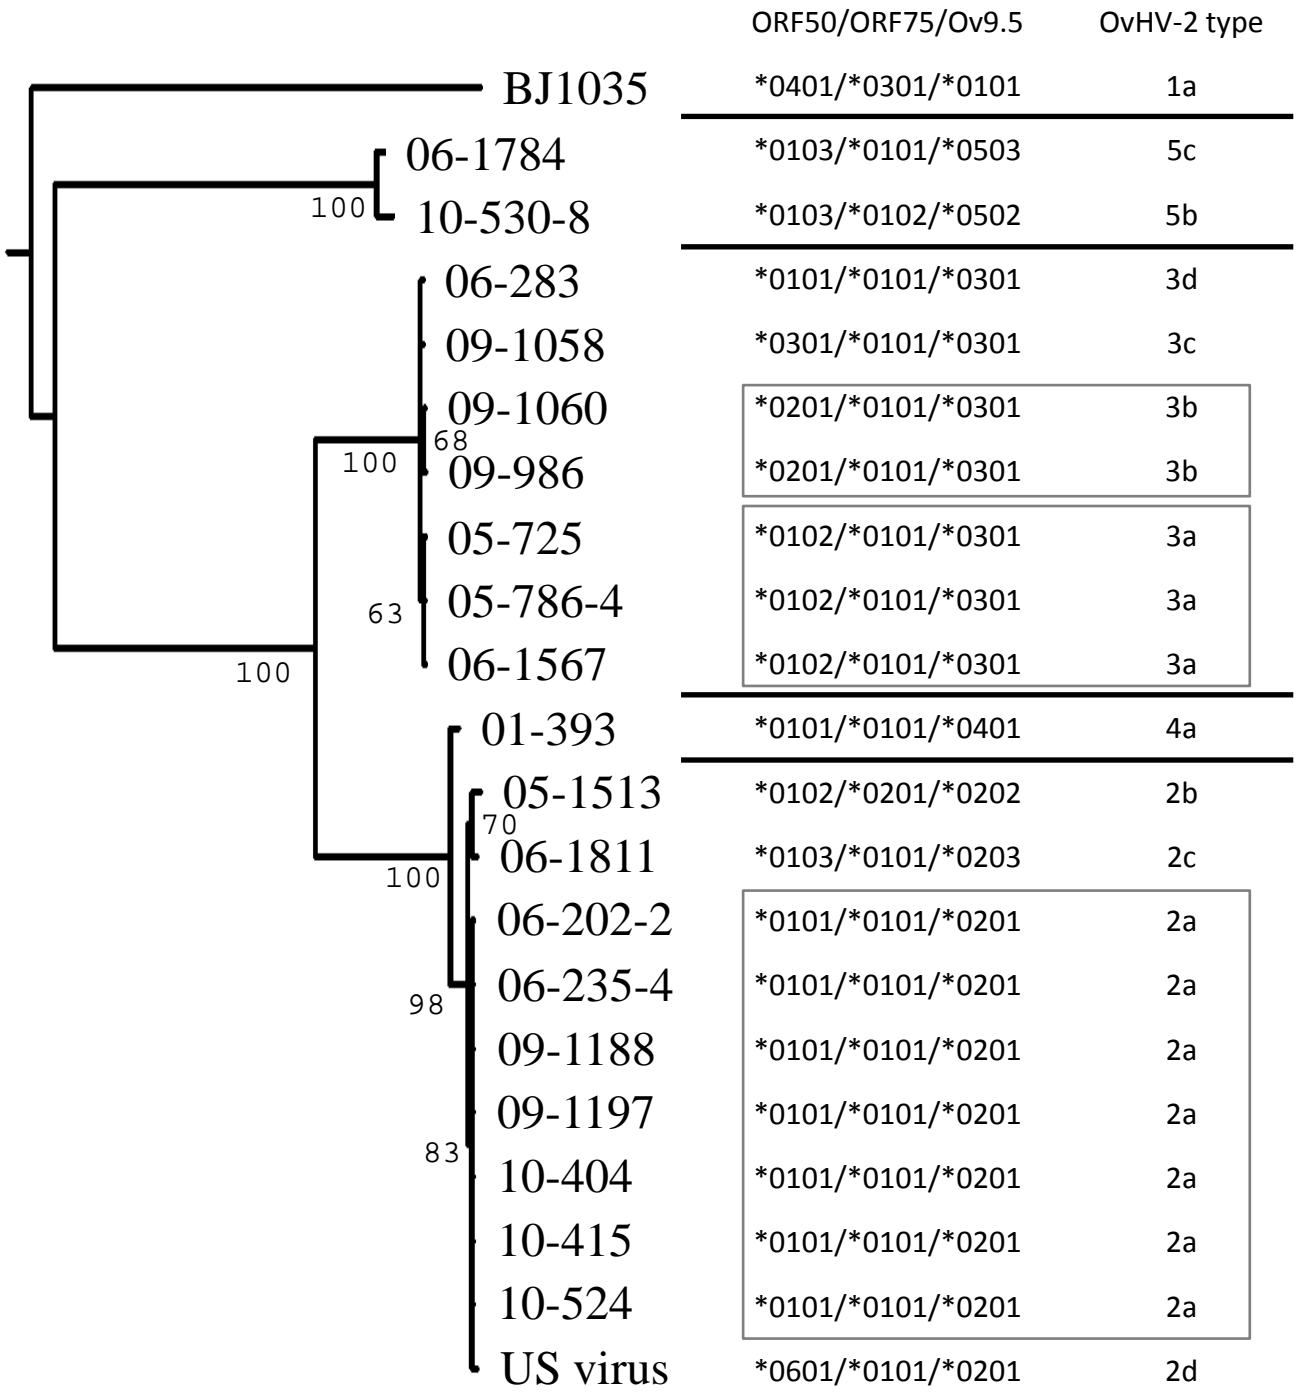 ORF50/ORF75/Ov9.5 OvHV-2 type
BJ1035 *0401/*0301/*0101 1a
06-1784 *0103/*0101/*0503 5c
100
10-530-8 *0103/*0102/*0502 5b
06-283 *0101/*0101/*0301 3d
09-1058 *0301/*0101/*0301 3c
09-1060 *0201/*0101/*0301 3b
68
100
09-986 *0201/*0101/*0301 3b
05-725 *0102/*0101/*0301 3a
05-786-4 *0102/*0101/*0301 3a
63
06-1567 *0102/*0101/*0301 3a
100
01-393 *0101/*0101/*0401 4a
05-1513 *0102/*0201/*0202 2b
70
06-1811 *0103/*0101/*0203 2c
100
06-202-2 *0101/*0101/*0201 2a
06-235-4 *0101/*0101/*0201 2a
98
09-1188 *0101/*0101/*0201 2a
09-1197 *0101/*0101/*0201 2a
83
10-404 *0101/*0101/*0201 2a
10-415 *0101/*0101/*0201 2a
10-524 *0101/*0101/*0201 2a
US virus *0601/*0101/*0201 2d